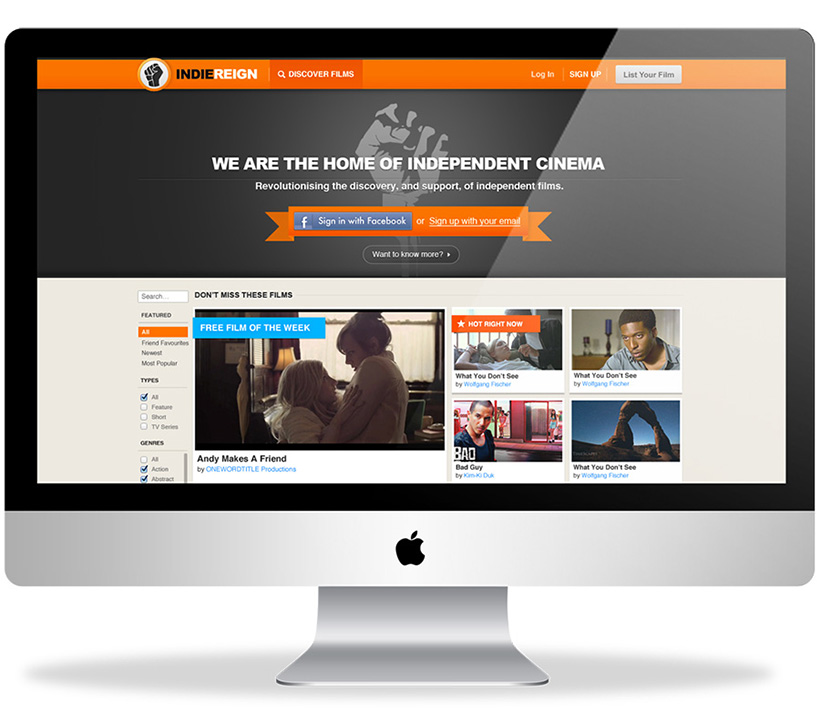 INDIEREIGN
DISCOVER FILMS
Log In
SIGN UP
List Your Film
WE ARE THE HOME OF INDEPENDENT CINEMA
Revolutionising the discovery, and support, of independent films.
f Sign in with Facebook or Sign up with your email
Want to know more?
Search...
DON'T MISS THESE FILMS
FEATURED
All
Friend Favourites
Newest
Most Popular
TYPES
All
Feature
Short
TV Series
GENRES
All
Action
Abstract
FREE FILM OF THE WEEK
Andy Makes A Friend
by ONEWORDTITLE Productions
HOT RIGHT NOW
What You Don't See
by Wolfgang Fischer
What You Don't See
by Wolfgang Fischer
BAD
Bad Guy
by Kim-Ki Duk
What You Don't See
by Wolfgang Fischer